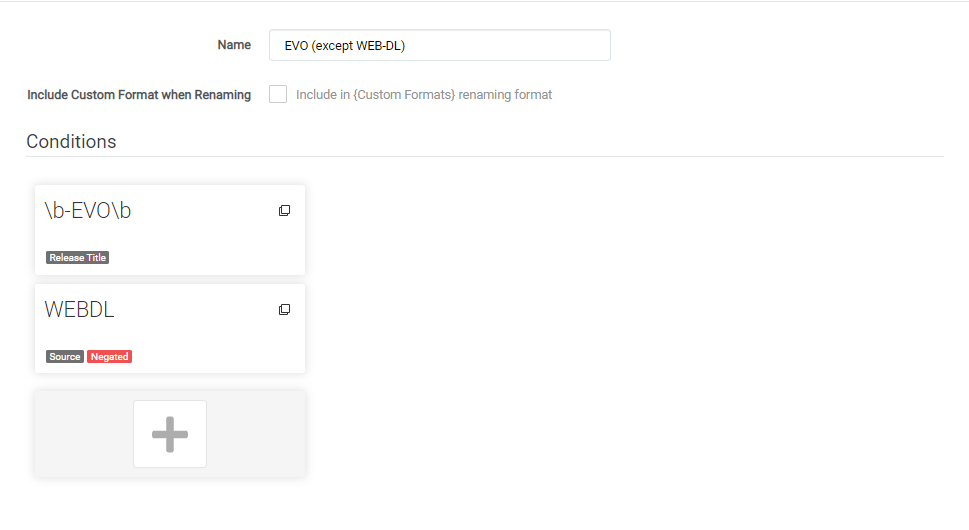 Name EVO (except WEB-DL)
Include Custom Format when Renaming Include in {Custom Formats} renaming format
Conditions
\b-EVO\b
Release Title
WEBDL
Source Negated